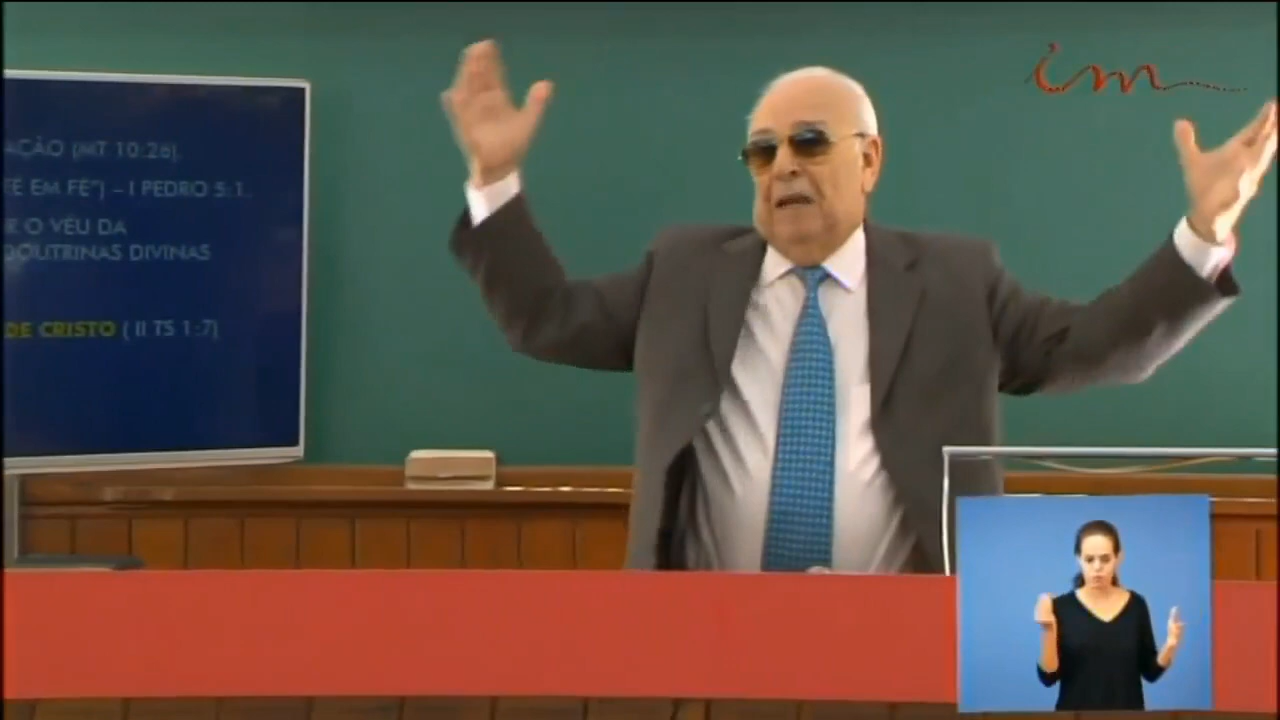 AÇÃO (MT 10:26).
É EM FÉ") – I PEDRO 5:1.
R O VÉU DA
DOUTRINAS DIVINAS
DE CRISTO ( II TS 1:7)
im